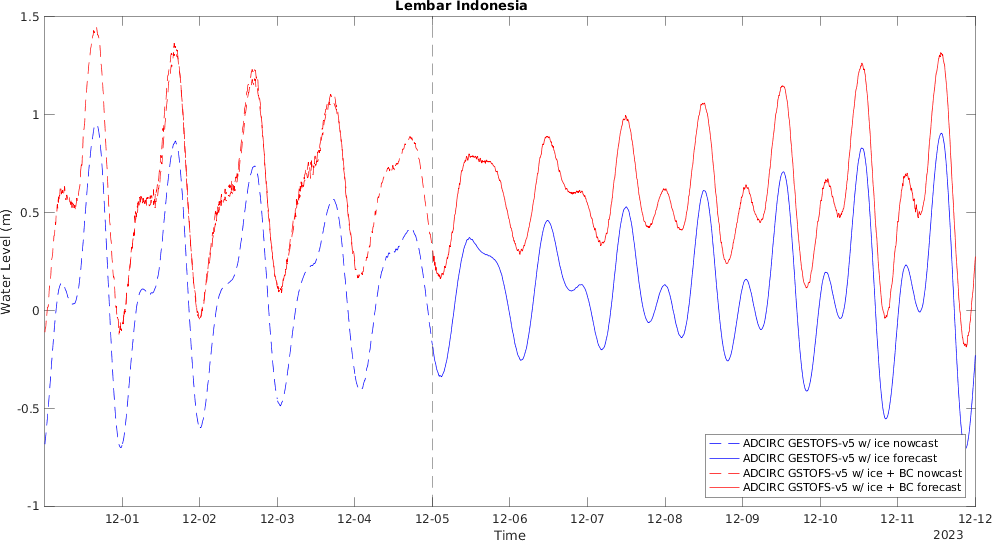 Lembar Indonesia
1.5
1
0.5
0
-0.5
-1
Water Level (m)
12-01 12-02 12-03 12-04 12-05 12-06 12-07 12-08 12-09 12-10 12-11 12-12
Time
2023
ADCIRC GESTOFS-v5 w/ ice nowcast
ADCIRC GESTOFS-v5 w/ ice forecast
ADCIRC GSTOFS-v5 w/ ice + BC nowcast
ADCIRC GSTOFS-v5 w/ ice + BC forecast